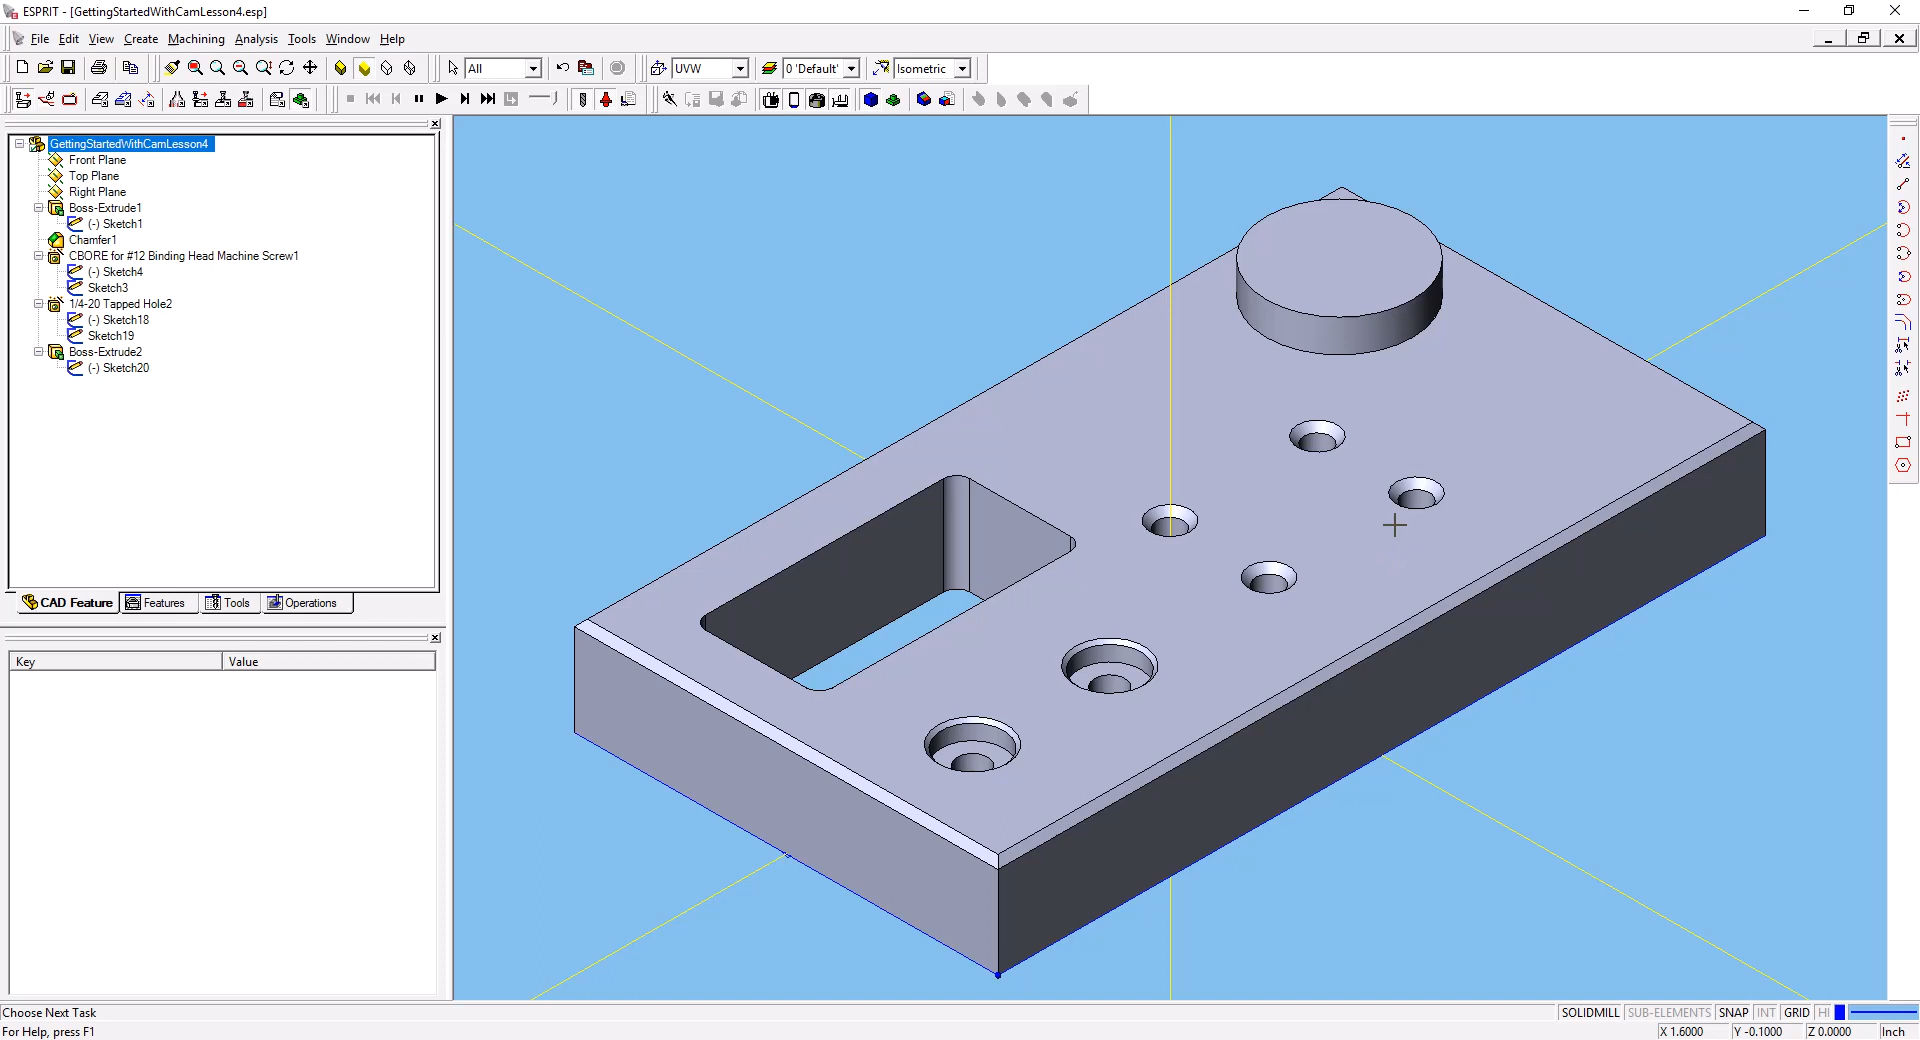 ESPRIT - [GettingStartedWithCamLesson4.esp]
File Edit View Create Machining Analysis Tools Window Help
All UVW 0 'Default' Isometric
GettingStartedWithCamLesson4
Front Plane
Top Plane
Right Plane
Boss-Extrude1
(-) Sketch1
Chamfer1
CBORE for #12 Binding Head Machine Screw1
(-) Sketch4
Sketch3
1/4-20 Tapped Hole2
(-) Sketch18
Sketch19
Boss-Extrude2
(-) Sketch20
CAD Feature Features Tools Operations
Key Value
Choose Next Task SOLIDMILL SUB-ELEMENTS SNAP INT GRID HI
For Help, press F1 X 1.6000 Y -0.1000 Z 0.0000 Inch